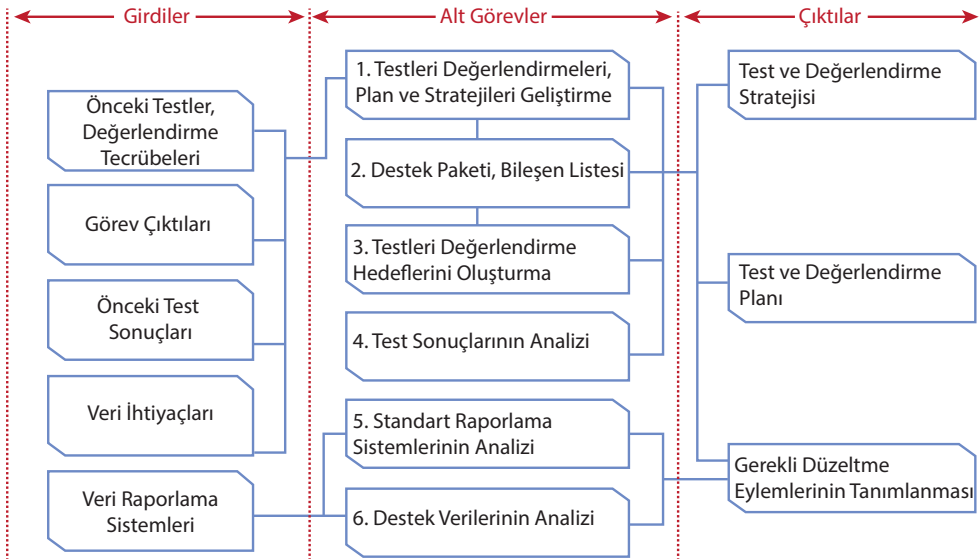 Girdiler
Alt Görevler
Çıktılar
Önceki Testler,
Değerlendirme
Tecrübeleri
Görev Çıktıları
Önceki Test
Sonuçları
Veri İhtiyaçları
Veri Raporlama
Sistemleri
1. Testleri Değerlendirmeleri,
Plan ve Stratejileri Geliştirme
2. Destek Paketi, Bileşen Listesi
3. Testleri Değerlendirme
Hedeflerini Oluşturma
4. Test Sonuçlarının Analizi
5. Standart Raporlama
Sistemlerinin Analizi
6. Destek Verilerinin Analizi
Test ve Değerlendirme
Stratejisi
Test ve Değerlendirme
Planı
Gerekli Düzeltme
Eylemlerinin Tanımlanması